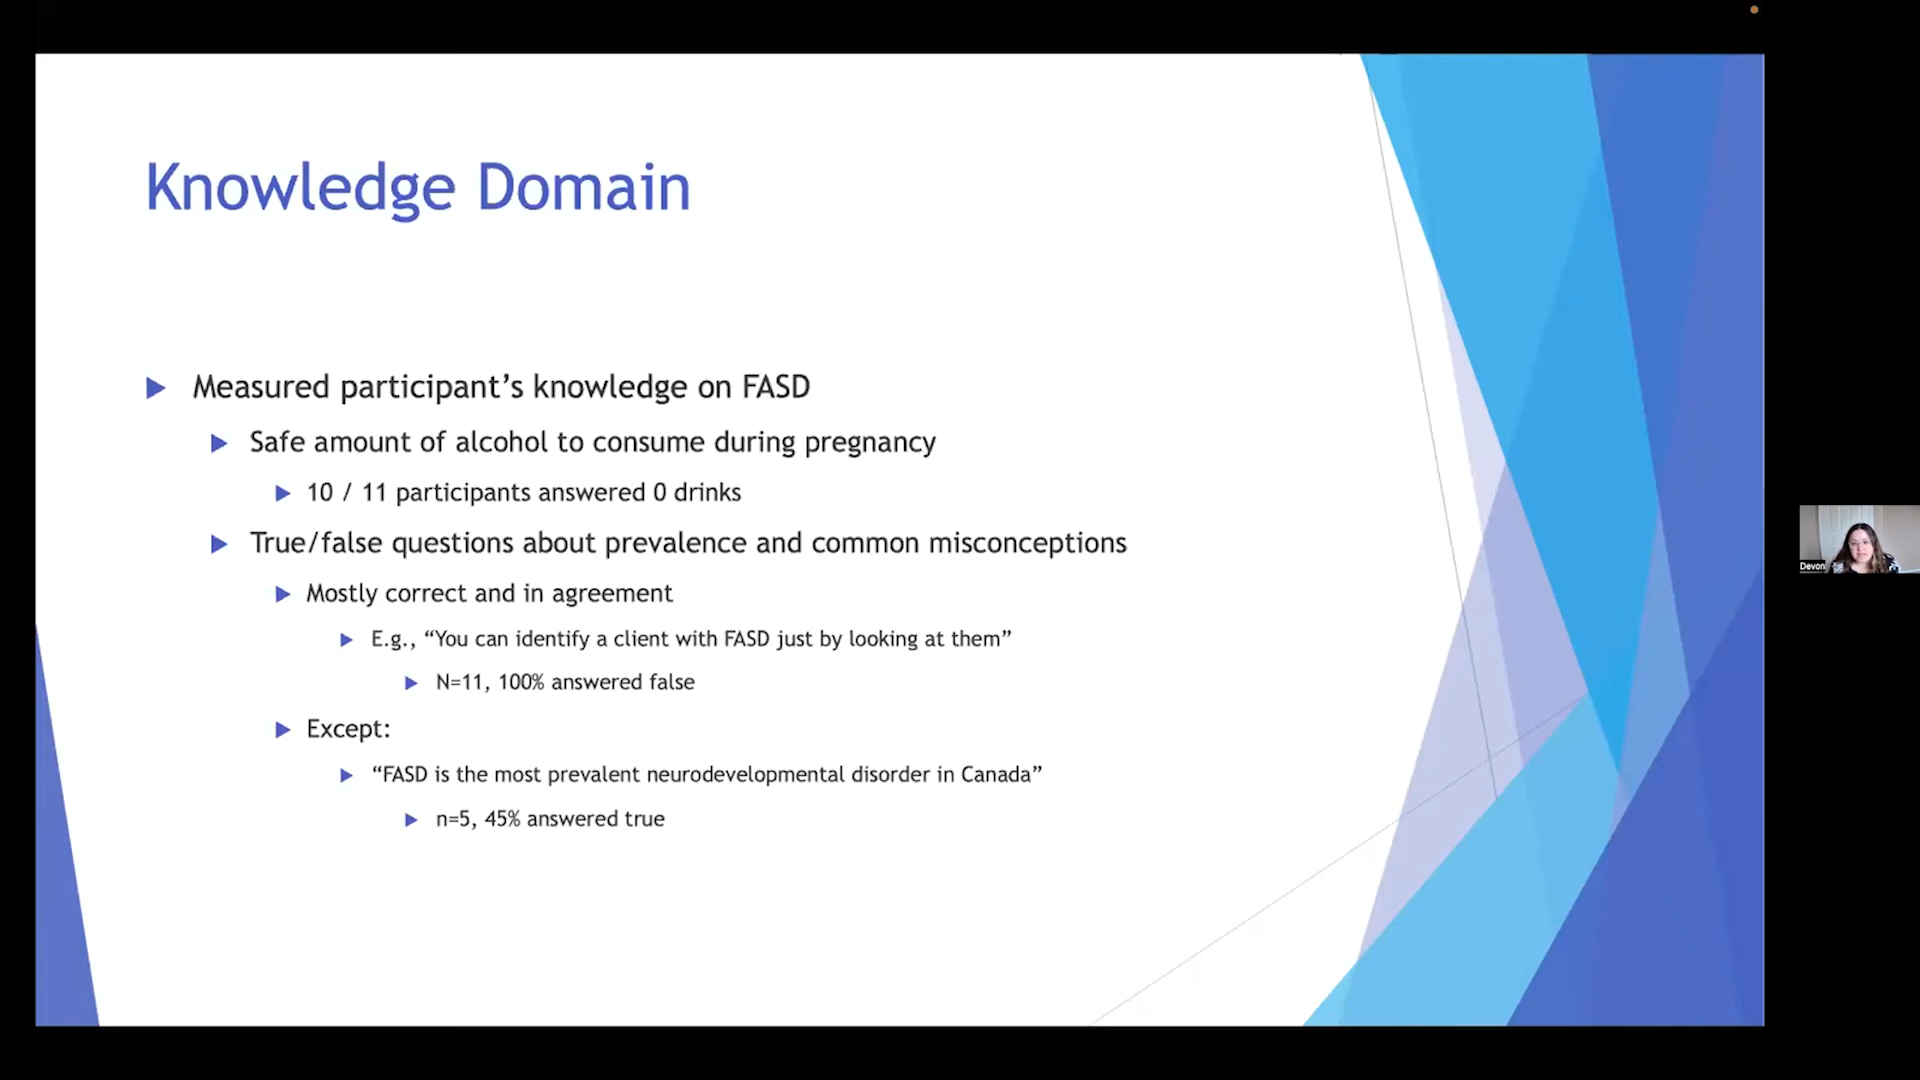 Knowledge Domain
Measured participant’s knowledge on FASD
Safe amount of alcohol to consume during pregnancy
10 / 11 participants answered 0 drinks
True/false questions about prevalence and common misconceptions
Mostly correct and in agreement
E.g., “You can identify a client with FASD just by looking at them”
N=11, 100% answered false
Except:
“FASD is the most prevalent neurodevelopmental disorder in Canada”
n=5, 45% answered true
Devon